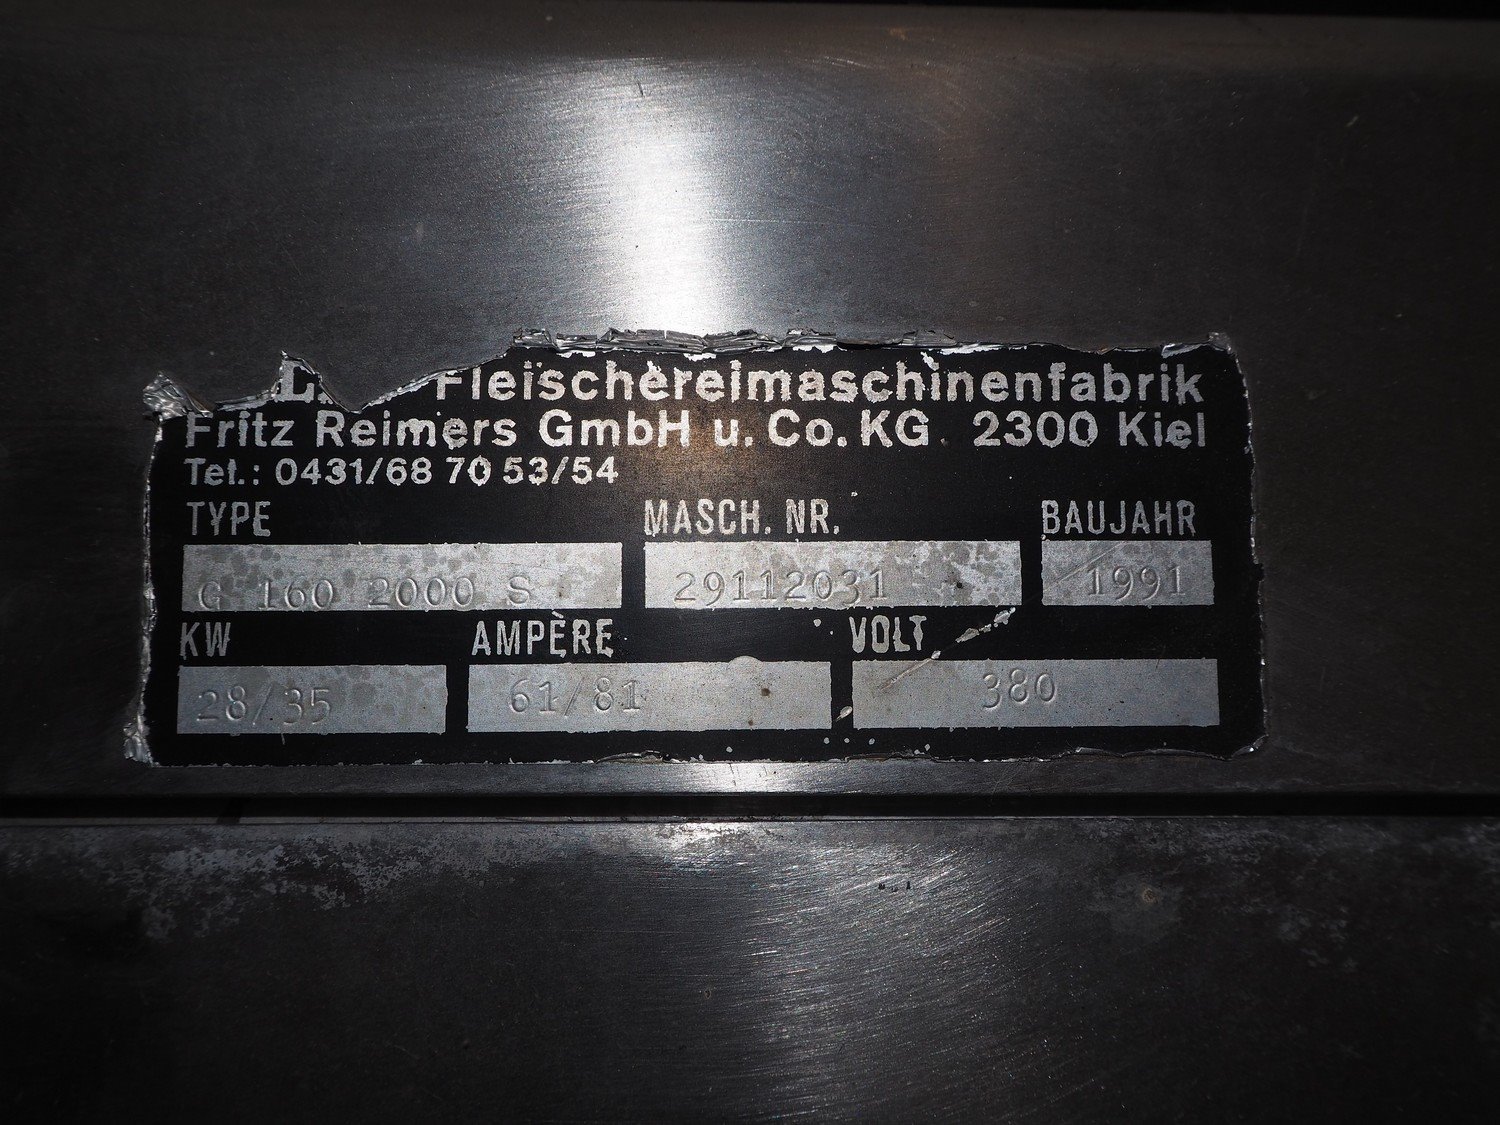 Fleischereimaschinenfabrik
Fritz Reimers GmbH u. Co. KG 2300 Kiel
Tel.: 0431/68 70 53/54
TYPE MASCH. NR. BAUJAHR
G 160 2000 S 29112031 1991
KW AMPÈRE VOLT
28/35 61/81 380